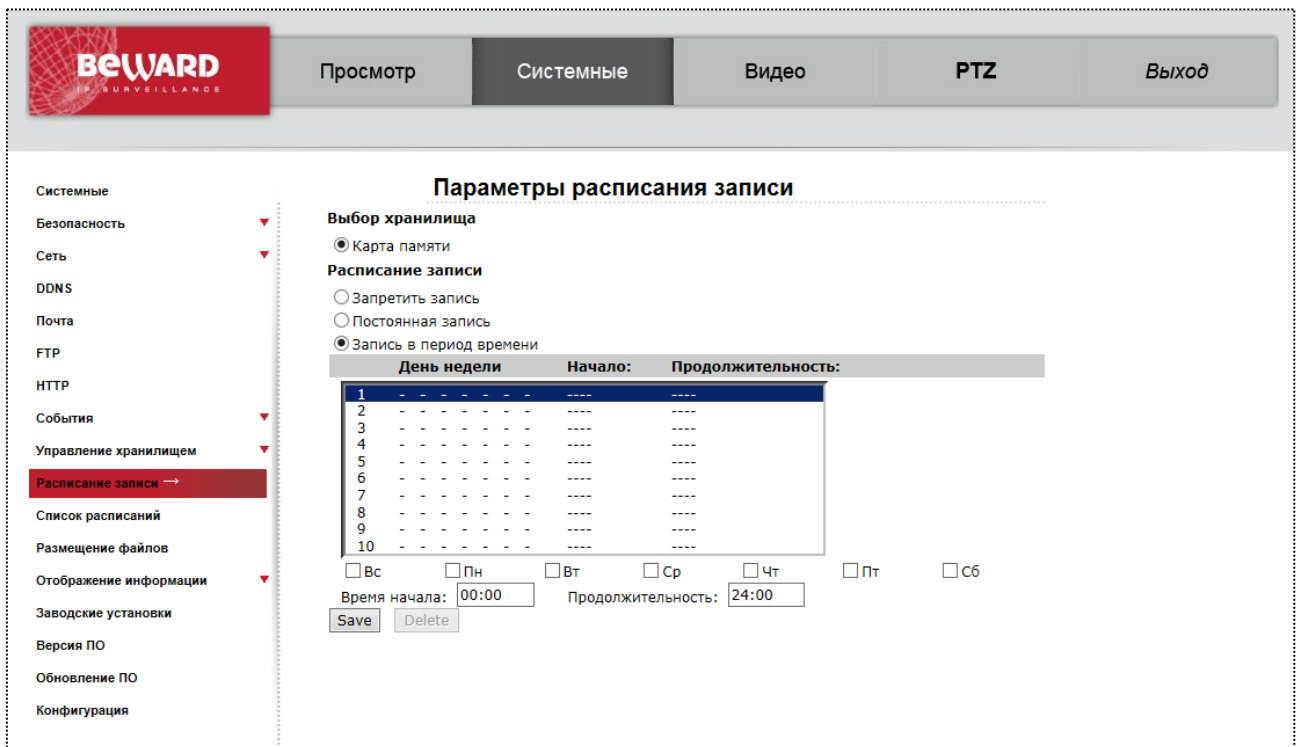 BEWARD
IP SURVEILLANCE
Просмотр Системные Видео PTZ Выход
Системные
Безопасность
Сеть
DDNS
Почта
FTP
HTTP
События
Управление хранилищем
Расписание записи →
Список расписаний
Размещение файлов
Отображение информации
Заводские установки
Версия ПО
Обновление ПО
Конфигурация
Параметры расписания записи
Выбор хранилища
Карта памяти
Расписание записи
Запретить запись
Постоянная запись
Запись в период времени
День недели Начало: Продолжительность:
1 - - - - - - - ---- ----
2 - - - - - - - ---- ----
3 - - - - - - - ---- ----
4 - - - - - - - ---- ----
5 - - - - - - - ---- ----
6 - - - - - - - ---- ----
7 - - - - - - - ---- ----
8 - - - - - - - ---- ----
9 - - - - - - - ---- ----
10 - - - - - - - ---- ----
Вс Пн Вт Ср Чт Пт Сб
Время начала: 00:00 Продолжительность: 24:00
Save Delete